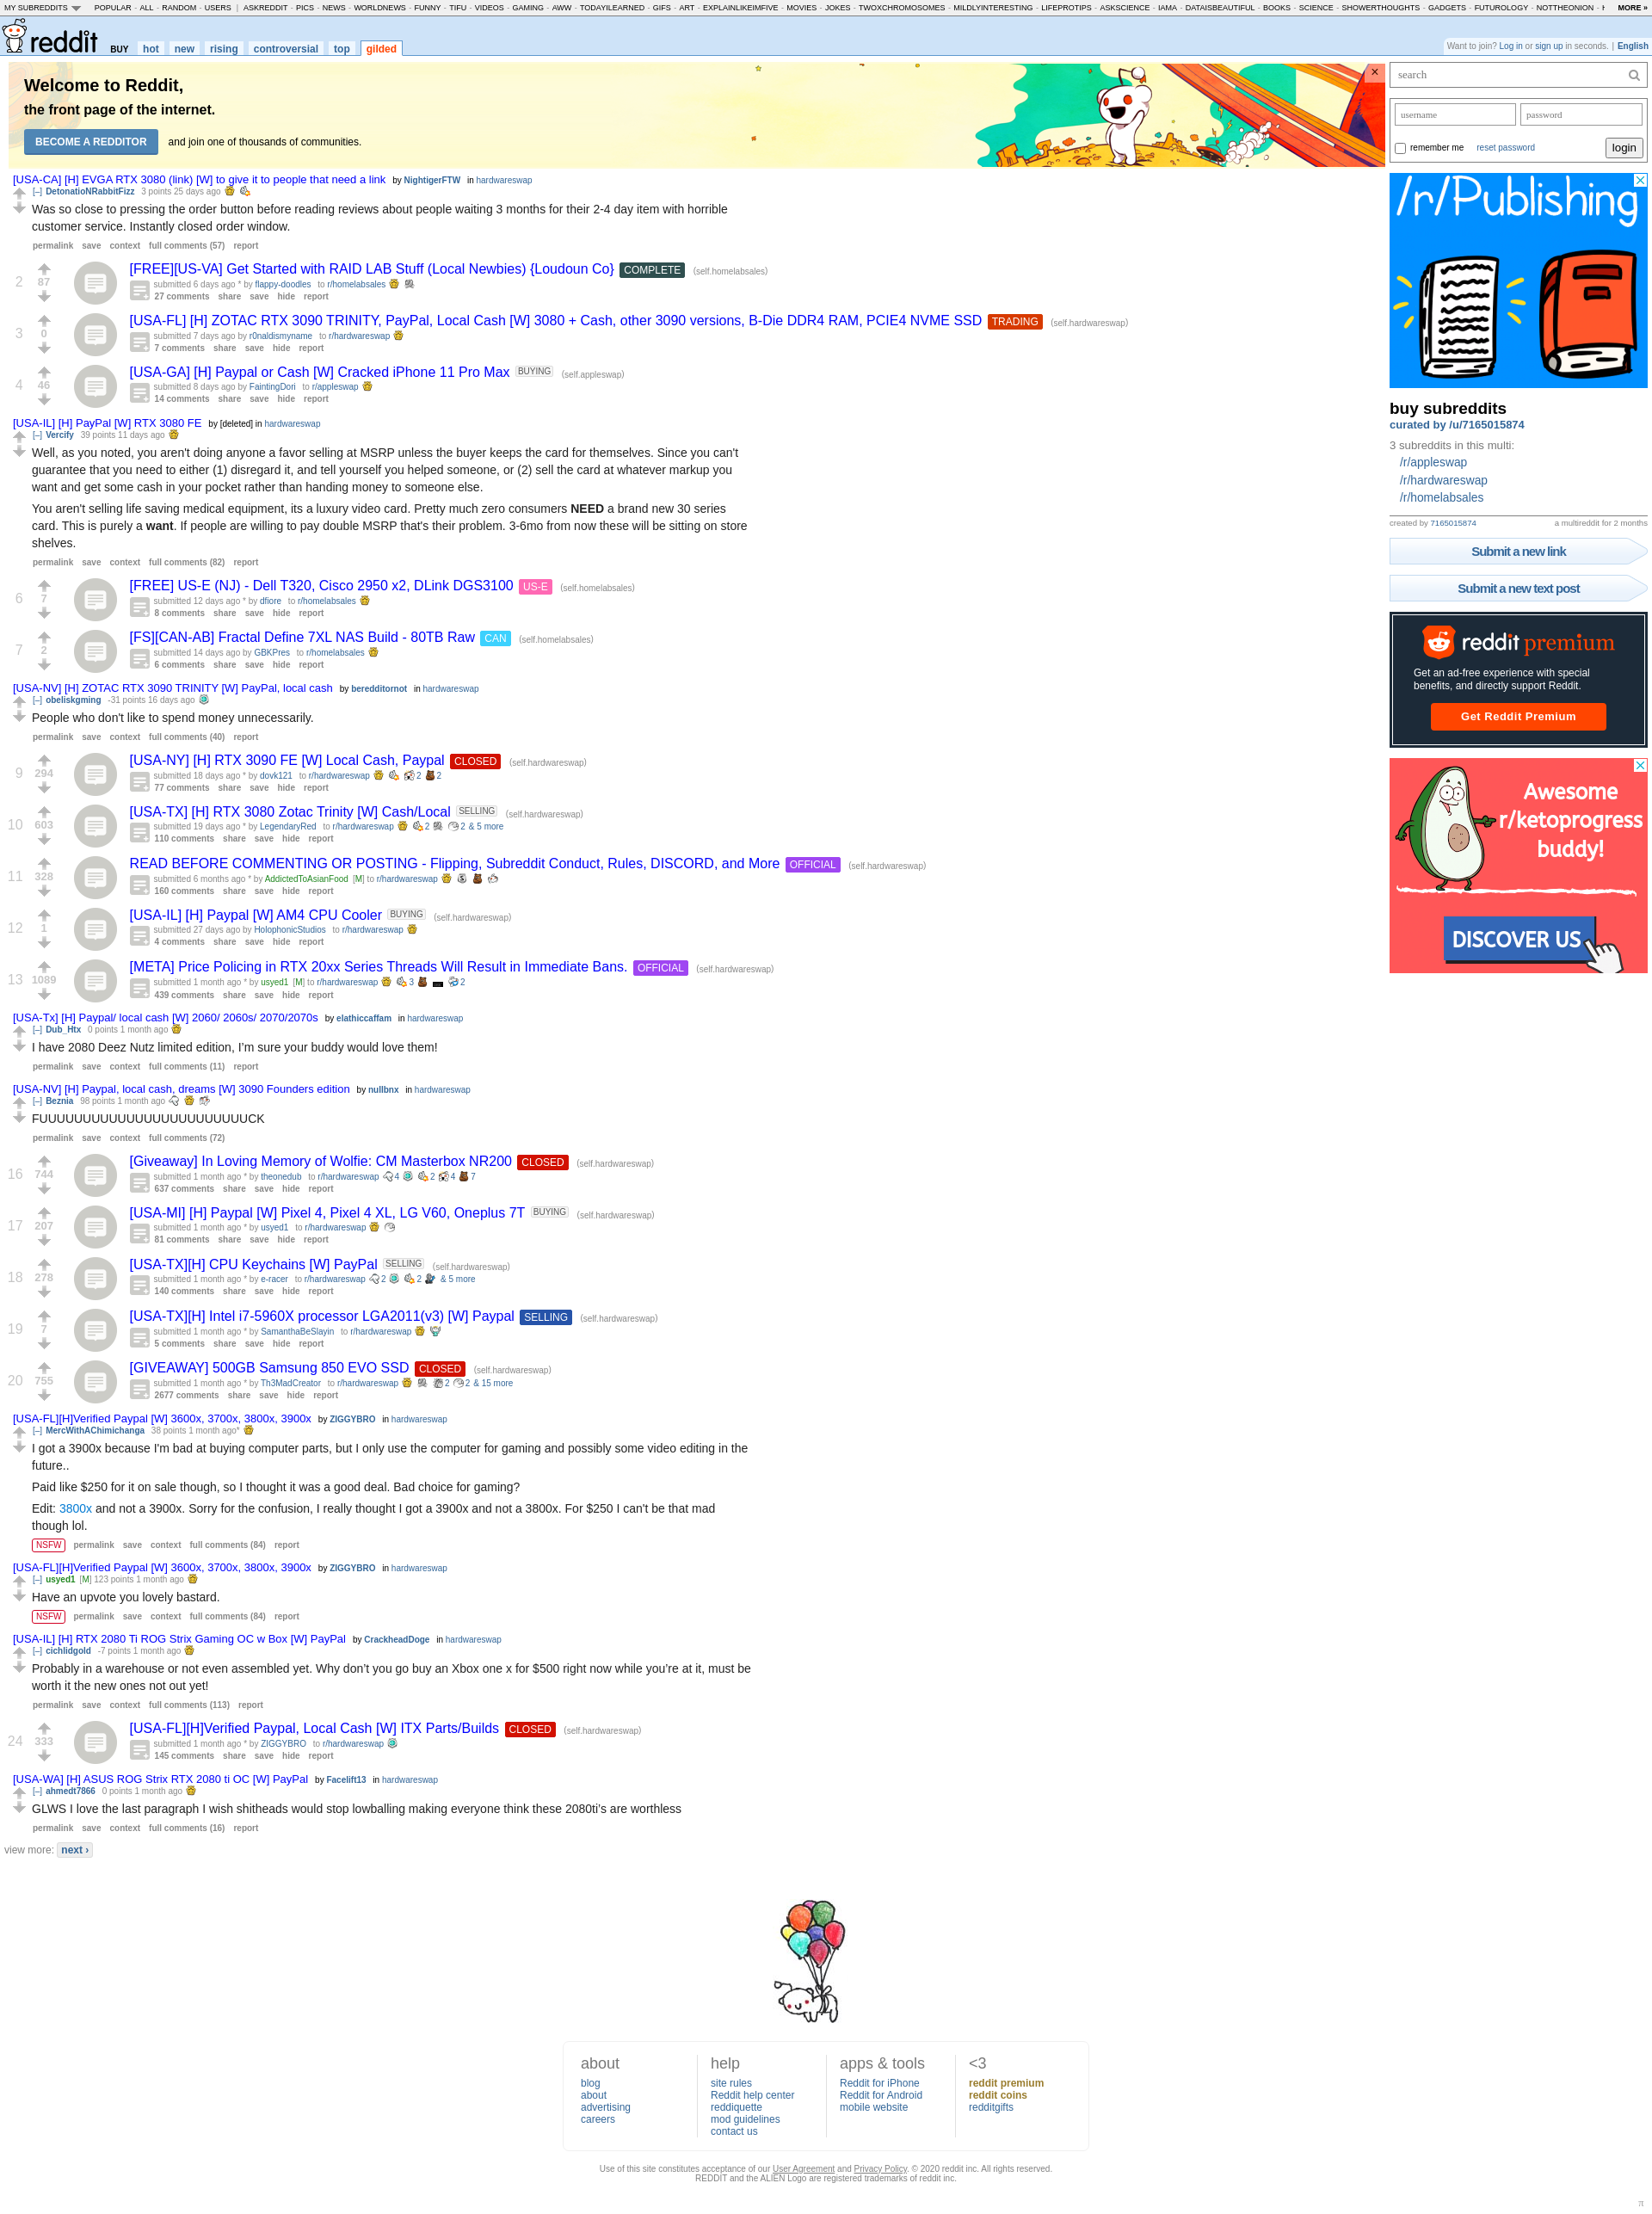 MY SUBREDDITS POPULAR - ALL - RANDOM - USERS | ASKREDDIT - PICS - NEWS - WORLDNEWS - FUNNY - TIFU - VIDEOS - GAMING - AWW - TODAYILEARNED - GIFS - ART - EXPLAINLIKEIMFIVE - MOVIES - JOKES - TWOXCHROMOSOMES - MILDLYINTERESTING - LIFEPROTIPS - ASKSCIENCE - IAMA - DATAISBEAUTIFUL - BOOKS - SCIENCE - SHOWERTHOUGHTS - GADGETS - FUTUROLOGY - NOTTHEONION - MORE »
reddit BUY hot new rising controversial top gilded
Want to join? Log in or sign up in seconds. | English
Welcome to Reddit,
the front page of the internet.
BECOME A REDDITOR and join one of thousands of communities.
×
[USA-CA] [H] EVGA RTX 3080 (link) [W] to give it to people that need a link by NightigerFTW in hardwareswap
[–] DetonatioNRabbitFizz 3 points 25 days ago
Was so close to pressing the order button before reading reviews about people waiting 3 months for their 2-4 day item with horrible
customer service. Instantly closed order window.
permalink save context full comments (57) report
2 87 [FREE][US-VA] Get Started with RAID LAB Stuff (Local Newbies) {Loudoun Co} COMPLETE (self.homelabsales)
submitted 6 days ago * by flappy-doodles to r/homelabsales
27 comments share save hide report
3 0 [USA-FL] [H] ZOTAC RTX 3090 TRINITY, PayPal, Local Cash [W] 3080 + Cash, other 3090 versions, B-Die DDR4 RAM, PCIE4 NVME SSD TRADING (self.hardwareswap)
submitted 7 days ago by r0naldismyname to r/hardwareswap
7 comments share save hide report
4 46 [USA-GA] [H] Paypal or Cash [W] Cracked iPhone 11 Pro Max BUYING (self.appleswap)
submitted 8 days ago by FaintingDori to r/appleswap
14 comments share save hide report
[USA-IL] [H] PayPal [W] RTX 3080 FE by [deleted] in hardwareswap
[–] Vercify 39 points 11 days ago
Well, as you noted, you aren't doing anyone a favor selling at MSRP unless the buyer keeps the card for themselves. Since you can't
guarantee that you need to either (1) disregard it, and tell yourself you helped someone, or (2) sell the card at whatever markup you
want and get some cash in your pocket rather than handing money to someone else.
You aren't selling life saving medical equipment, its a luxury video card. Pretty much zero consumers NEED a brand new 30 series
card. This is purely a want. If people are willing to pay double MSRP that's their problem. 3-6mo from now these will be sitting on store
shelves.
permalink save context full comments (82) report
6 7 [FREE] US-E (NJ) - Dell T320, Cisco 2950 x2, DLink DGS3100 US-E (self.homelabsales)
submitted 12 days ago * by dfiore to r/homelabsales
8 comments share save hide report
7 2 [FS][CAN-AB] Fractal Define 7XL NAS Build - 80TB Raw CAN (self.homelabsales)
submitted 14 days ago by GBKPres to r/homelabsales
6 comments share save hide report
[USA-NV] [H] ZOTAC RTX 3090 TRINITY [W] PayPal, local cash by beredditornot in hardwareswap
[–] obeliskgming -31 points 16 days ago
People who don't like to spend money unnecessarily.
permalink save context full comments (40) report
9 294 [USA-NY] [H] RTX 3090 FE [W] Local Cash, Paypal CLOSED (self.hardwareswap)
submitted 18 days ago * by dovk121 to r/hardwareswap 2 2
77 comments share save hide report
10 603 [USA-TX] [H] RTX 3080 Zotac Trinity [W] Cash/Local SELLING (self.hardwareswap)
submitted 19 days ago * by LegendaryRed to r/hardwareswap 2 2 & 5 more
110 comments share save hide report
11 328 READ BEFORE COMMENTING OR POSTING - Flipping, Subreddit Conduct, Rules, DISCORD, and More OFFICIAL (self.hardwareswap)
submitted 6 months ago * by AddictedToAsianFood [M] to r/hardwareswap
160 comments share save hide report
12 1 [USA-IL] [H] Paypal [W] AM4 CPU Cooler BUYING (self.hardwareswap)
submitted 27 days ago by HolophonicStudios to r/hardwareswap
4 comments share save hide report
13 1089 [META] Price Policing in RTX 20xx Series Threads Will Result in Immediate Bans. OFFICIAL (self.hardwareswap)
submitted 1 month ago * by usyed1 [M] to r/hardwareswap 3 2
439 comments share save hide report
[USA-Tx] [H] Paypal/ local cash [W] 2060/ 2060s/ 2070/2070s by elathiccaffam in hardwareswap
[–] Dub_Htx 0 points 1 month ago
I have 2080 Deez Nutz limited edition, I'm sure your buddy would love them!
permalink save context full comments (11) report
[USA-NV] [H] Paypal, local cash, dreams [W] 3090 Founders edition by nullbnx in hardwareswap
[–] Beznia 98 points 1 month ago
FUUUUUUUUUUUUUUUUUUUUUUUUCK
permalink save context full comments (72) report
16 744 [Giveaway] In Loving Memory of Wolfie: CM Masterbox NR200 CLOSED (self.hardwareswap)
submitted 1 month ago * by theonedub to r/hardwareswap 4 2 4 7
637 comments share save hide report
17 207 [USA-MI] [H] Paypal [W] Pixel 4, Pixel 4 XL, LG V60, Oneplus 7T BUYING (self.hardwareswap)
submitted 1 month ago * by usyed1 to r/hardwareswap
81 comments share save hide report
18 278 [USA-TX][H] CPU Keychains [W] PayPal SELLING (self.hardwareswap)
submitted 1 month ago * by e-racer to r/hardwareswap 2 2 & 5 more
140 comments share save hide report
19 7 [USA-TX][H] Intel i7-5960X processor LGA2011(v3) [W] Paypal SELLING (self.hardwareswap)
submitted 1 month ago * by SamanthaBeSlayin to r/hardwareswap
5 comments share save hide report
20 755 [GIVEAWAY] 500GB Samsung 850 EVO SSD CLOSED (self.hardwareswap)
submitted 1 month ago * by Th3MadCreator to r/hardwareswap 2 2 & 15 more
2677 comments share save hide report
[USA-FL][H]Verified Paypal [W] 3600x, 3700x, 3800x, 3900x by ZIGGYBRO in hardwareswap
[–] MercWithAChimichanga 38 points 1 month ago*
I got a 3900x because I'm bad at buying computer parts, but I only use the computer for gaming and possibly some video editing in the
future..
Paid like $250 for it on sale though, so I thought it was a good deal. Bad choice for gaming?
Edit: 3800x and not a 3900x. Sorry for the confusion, I really thought I got a 3900x and not a 3800x. For $250 I can't be that mad
though lol.
NSFW permalink save context full comments (84) report
[USA-FL][H]Verified Paypal [W] 3600x, 3700x, 3800x, 3900x by ZIGGYBRO in hardwareswap
[–] usyed1 [M] 123 points 1 month ago
Have an upvote you lovely bastard.
NSFW permalink save context full comments (84) report
[USA-IL] [H] RTX 2080 Ti ROG Strix Gaming OC w Box [W] PayPal by CrackheadDoge in hardwareswap
[–] cichlidgold -7 points 1 month ago
Probably in a warehouse or not even assembled yet. Why don't you go buy an Xbox one x for $500 right now while you're at it, must be
worth it the new ones not out yet!
permalink save context full comments (113) report
24 333 [USA-FL][H]Verified Paypal, Local Cash [W] ITX Parts/Builds CLOSED (self.hardwareswap)
submitted 1 month ago * by ZIGGYBRO to r/hardwareswap
145 comments share save hide report
[USA-WA] [H] ASUS ROG Strix RTX 2080 ti OC [W] PayPal by Facelift13 in hardwareswap
[–] ahmedt7866 0 points 1 month ago
GLWS I love the last paragraph I wish shitheads would stop lowballing making everyone think these 2080ti's are worthless
permalink save context full comments (16) report
view more: next ›
search
username password
remember me reset password login
/r/Publishing
buy subreddits
curated by /u/7165015874
3 subreddits in this multi:
/r/appleswap
/r/hardwareswap
/r/homelabsales
created by 7165015874 a multireddit for 2 months
Submit a new link
Submit a new text post
reddit premium
Get an ad-free experience with special
benefits, and directly support Reddit.
Get Reddit Premium
Awesome
r/ketoprogress
buddy!
DISCOVER US
about help apps & tools <3
blog site rules Reddit for iPhone reddit premium
about Reddit help center Reddit for Android reddit coins
advertising reddiquette mobile website redditgifts
careers mod guidelines
contact us
Use of this site constitutes acceptance of our User Agreement and Privacy Policy. © 2020 reddit inc. All rights reserved.
REDDIT and the ALIEN Logo are registered trademarks of reddit inc.
π